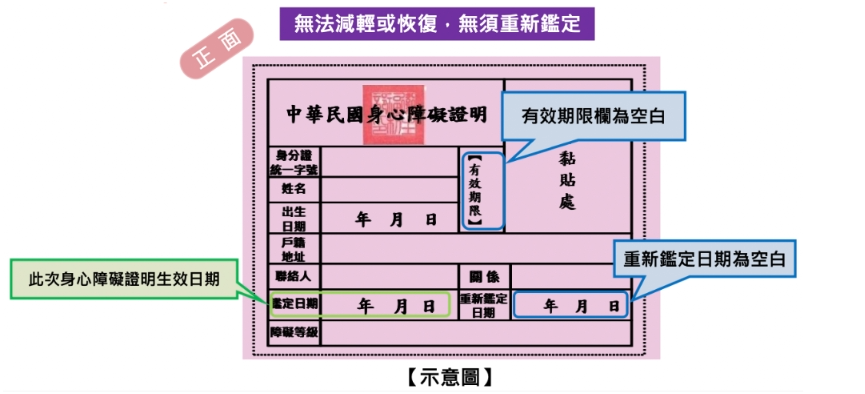 無法減輕或恢復，無須重新鑑定
正面
中華民國身心障礙證明
有效期限欄為空白
身分證
統一字號
【有效期限】
黏貼處
姓名
出生
日期
年 月 日
戶籍
地址
重新鑑定日期為空白
此次身心障礙證明生效日期
聯絡人
關係
鑑定日期
年 月 日
重新鑑定
日期
年 月 日
障礙等級
【示意圖】